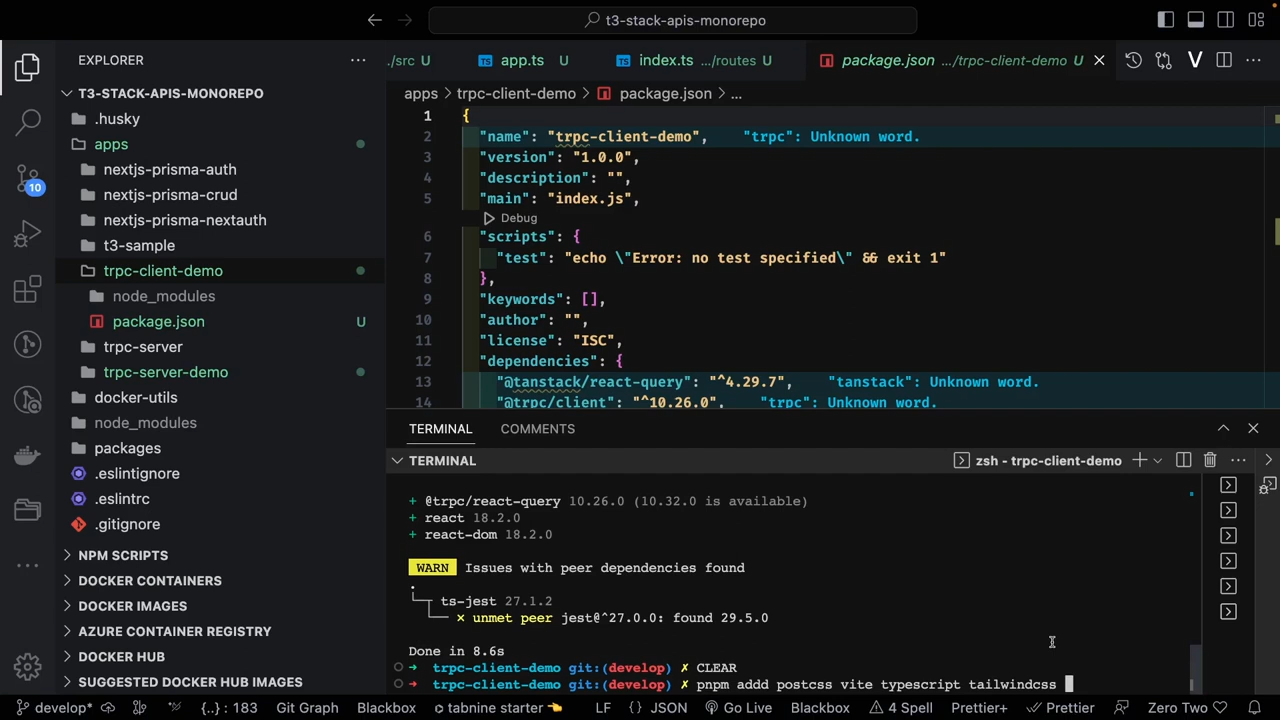 t3-stack-apis-monorepo
EXPLORER
T3-STACK-APIS-MONOREPO
.husky
apps
nextjs-prisma-auth
nextjs-prisma-crud
nextjs-prisma-nextauth
t3-sample
trpc-client-demo
node_modules
package.json U
trpc-server
trpc-server-demo
docker-utils
node_modules
packages
.eslintignore
.eslintrc
.gitignore
NPM SCRIPTS
DOCKER CONTAINERS
DOCKER IMAGES
AZURE CONTAINER REGISTRY
DOCKER HUB
SUGGESTED DOCKER HUB IMAGES
10
./src U
TS app.ts U
TS index.ts .../routes U
package.json .../trpc-client-demo U
apps > trpc-client-demo > package.json > ...
1 {
2 "name": "trpc-client-demo", "trpc": Unknown word.
3 "version": "1.0.0",
4 "description": "",
5 "main": "index.js",
Debug
6 "scripts": {
7 "test": "echo \"Error: no test specified\" && exit 1"
8 },
9 "keywords": [],
10 "author": "",
11 "license": "ISC",
12 "dependencies": {
13 "@tanstack/react-query": "^4.29.7", "tanstack": Unknown word.
14 "@trpc/client": "^10.26.0", "trpc": Unknown word.
TERMINAL COMMENTS
TERMINAL
zsh - trpc-client-demo
+ @trpc/react-query 10.26.0 (10.32.0 is available)
+ react 18.2.0
+ react-dom 18.2.0
WARN Issues with peer dependencies found
.
ts-jest 27.1.2
✕ unmet peer jest@^27.0.0: found 29.5.0
Done in 8.6s
➜ trpc-client-demo git:(develop) ✗ CLEAR
➜ trpc-client-demo git:(develop) ✗ pnpm addd postcss vite typescript tailwindcss
develop* {..} : 183 Git Graph Blackbox tabnine starter 👈 LF {} JSON Go Live Blackbox 4 Spell Prettier+ Prettier Zero Two